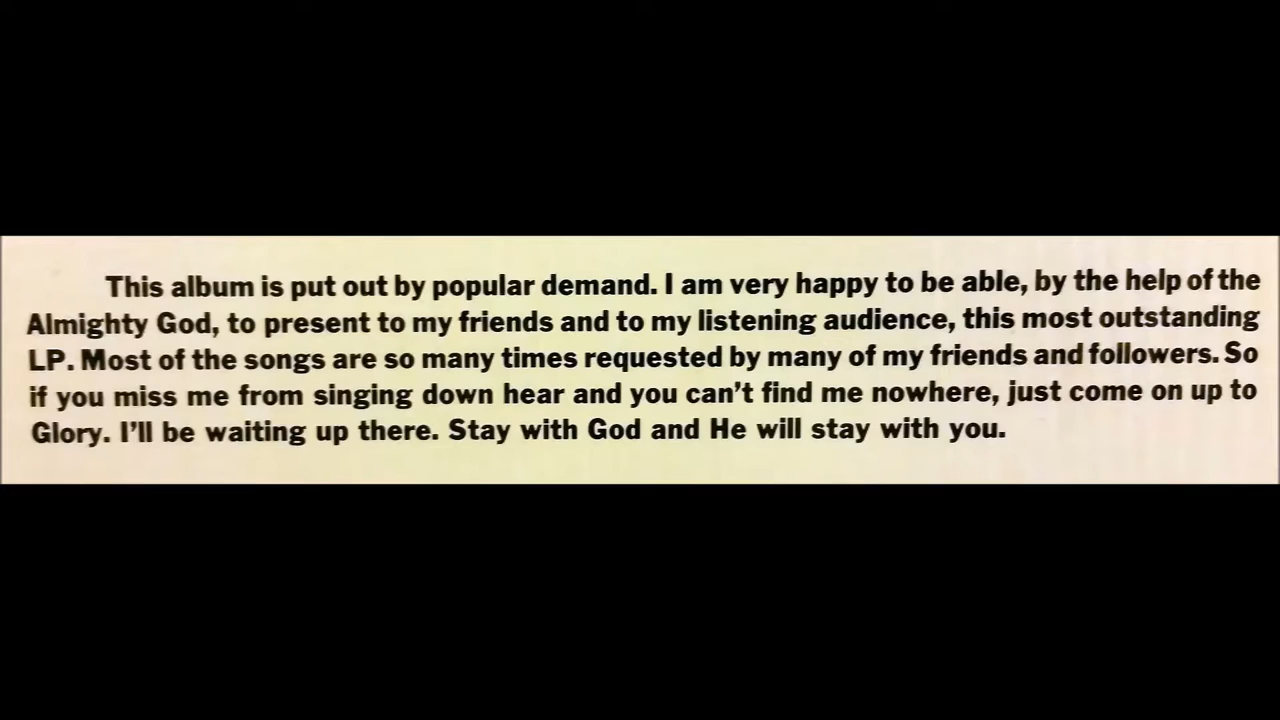 This album is put out by popular demand. I am very happy to be able, by the help of the
Almighty God, to present to my friends and to my listening audience, this most outstanding
LP. Most of the songs are so many times requested by many of my friends and followers. So
if you miss me from singing down hear and you can't find me nowhere, just come on up to
Glory. I'll be waiting up there. Stay with God and He will stay with you.